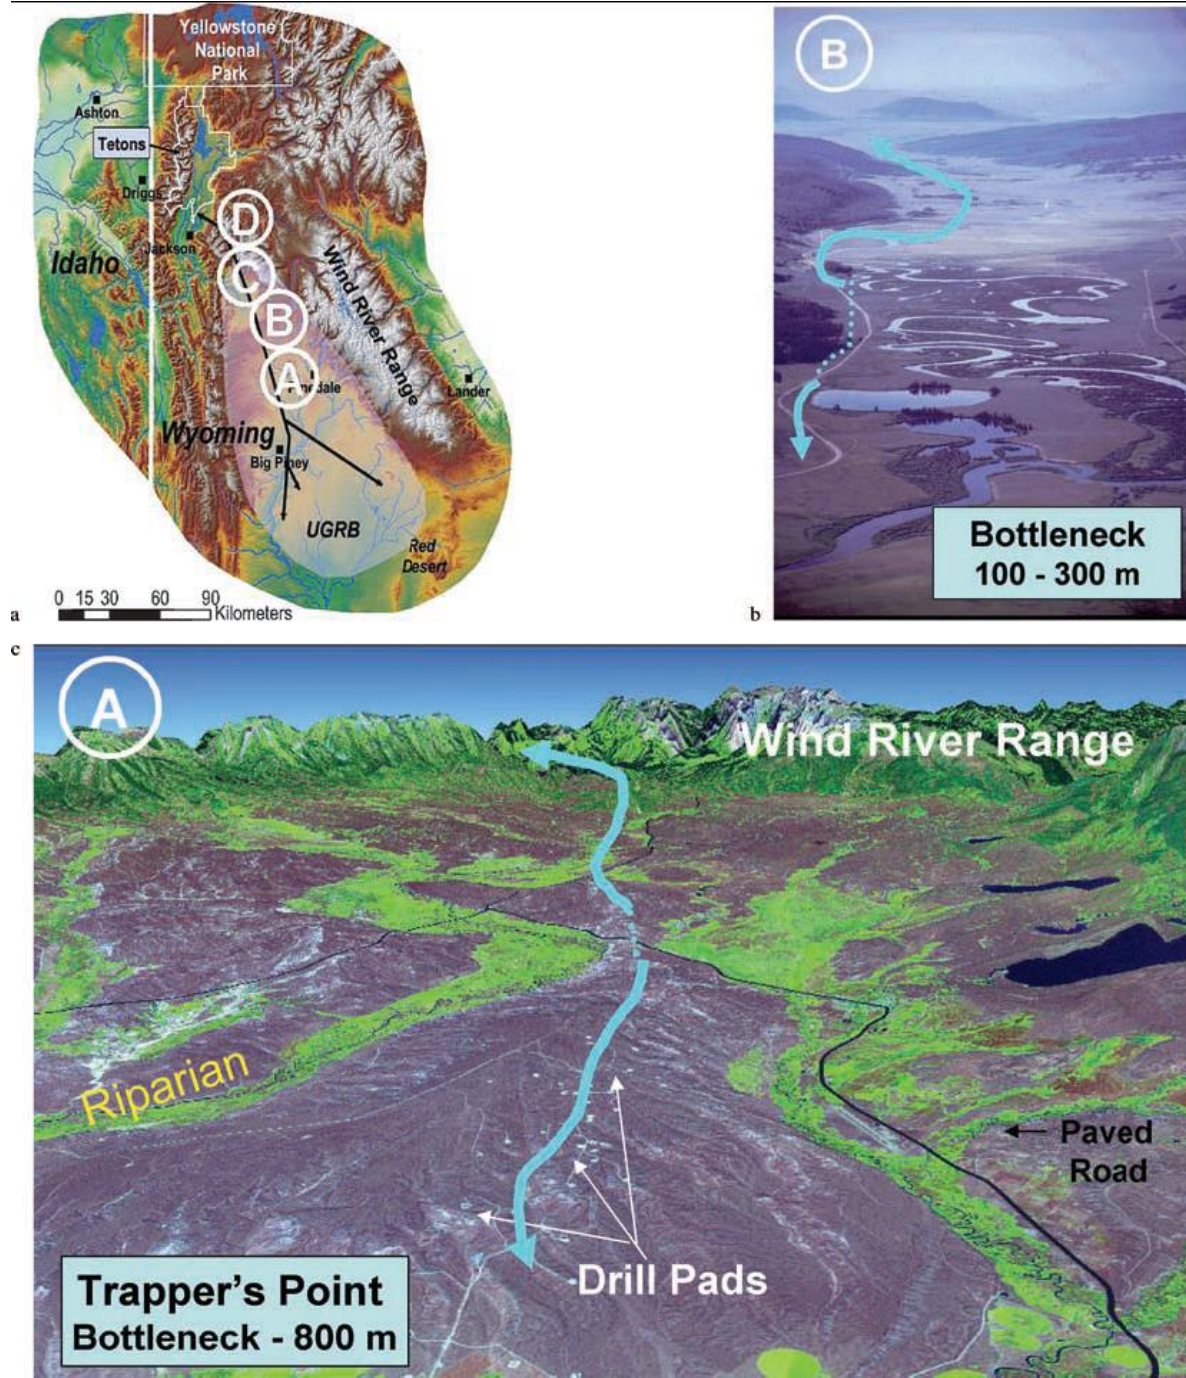 Yellowstone
National
Park
Ashton
Tetons
Driggs
D
Jackson
Idaho
C
Wind River Range
B
A
Pinedale
Lander
Wyoming
Big Piney
UGRB
Red
Desert
0 15 30 60 90
Kilometers
a
B
Bottleneck
100 - 300 m
b
c
A
Wind River Range
Riparian
Paved
Road
Drill Pads
Trapper's Point
Bottleneck - 800 m